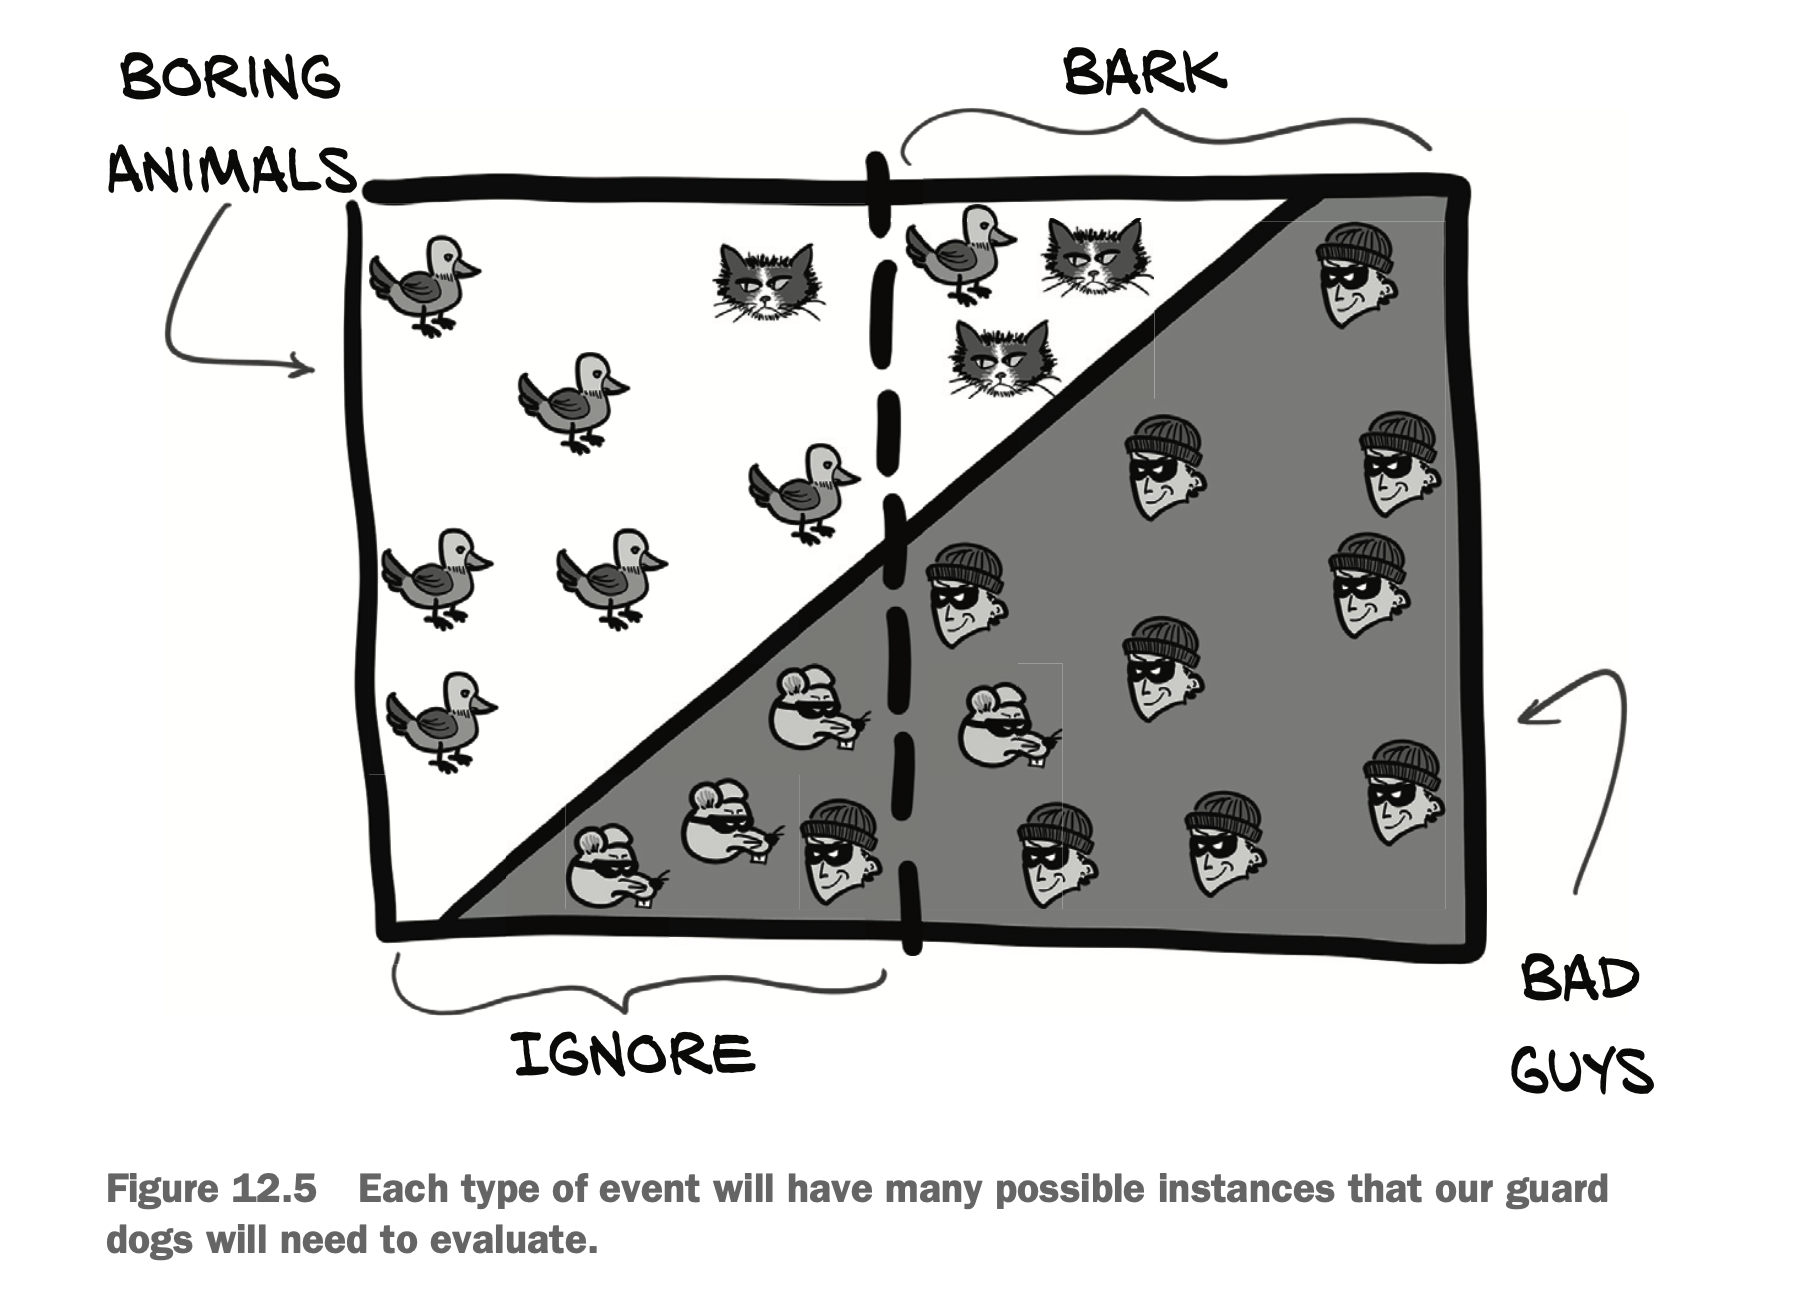 BORING
ANIMALS
BARK
IGNORE
BAD
GUYS
Figure 12.5 Each type of event will have many possible instances that our guard
dogs will need to evaluate.